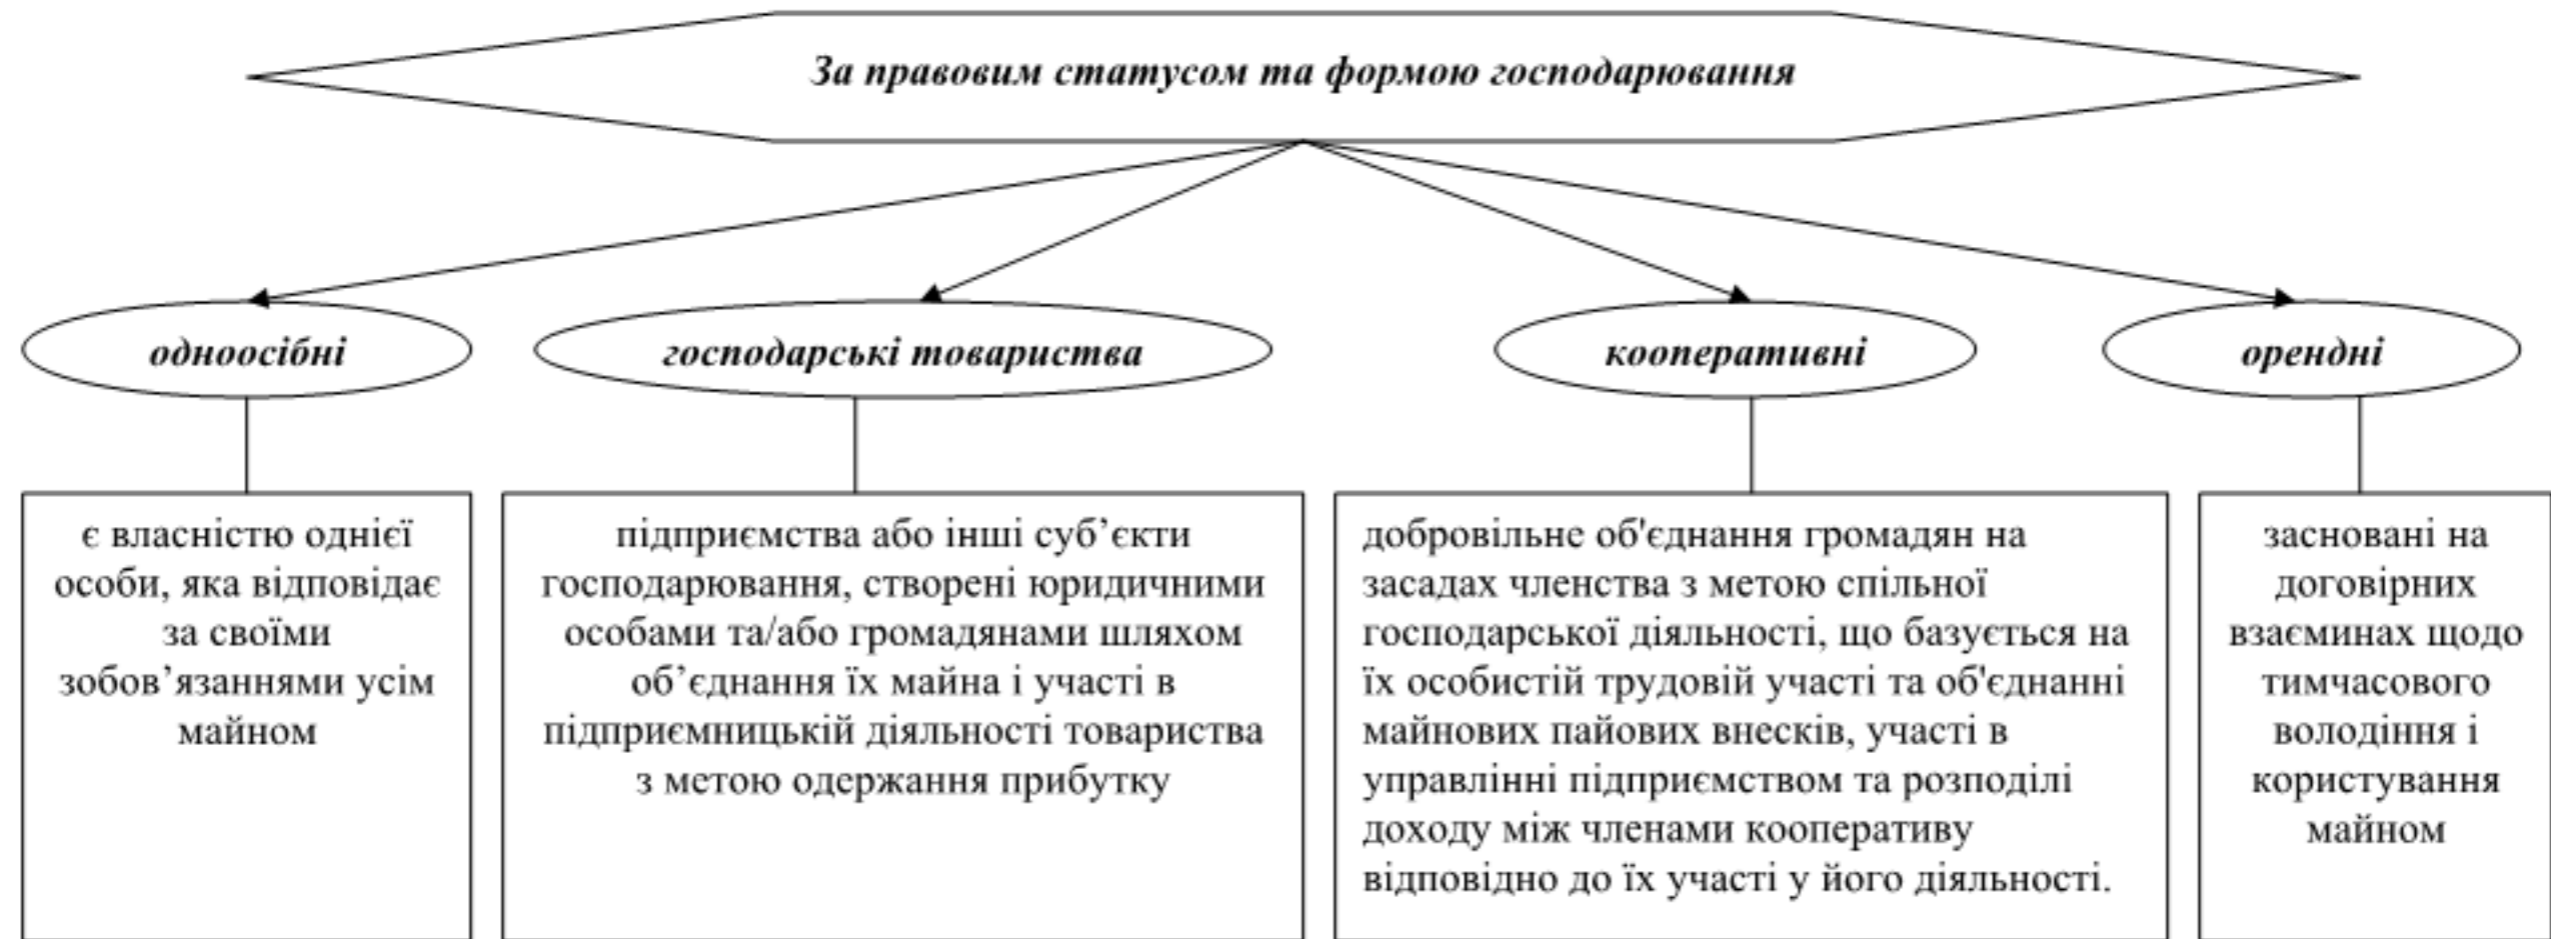 За правовим статусом та формою господарювання
одноосібні
господарські товариства
кооперативні
орендні
є власністю однієї
особи, яка відповідає
за своїми
зобов’язаннями усім
майном
підприємства або інші суб’єкти
господарювання, створені юридичними
особами та/або громадянами шляхом
об’єднання їх майна і участі в
підприємницькій діяльності товариства
з метою одержання прибутку
добровільне об'єднання громадян на
засадах членства з метою спільної
господарської діяльності, що базується на
їх особистій трудовій участі та об'єднанні
майнових пайових внесків, участі в
управлінні підприємством та розподілі
доходу між членами кооперативу
відповідно до їх участі у його діяльності.
засновані на
договірних
взаєминах щодо
тимчасового
володіння і
користування
майном